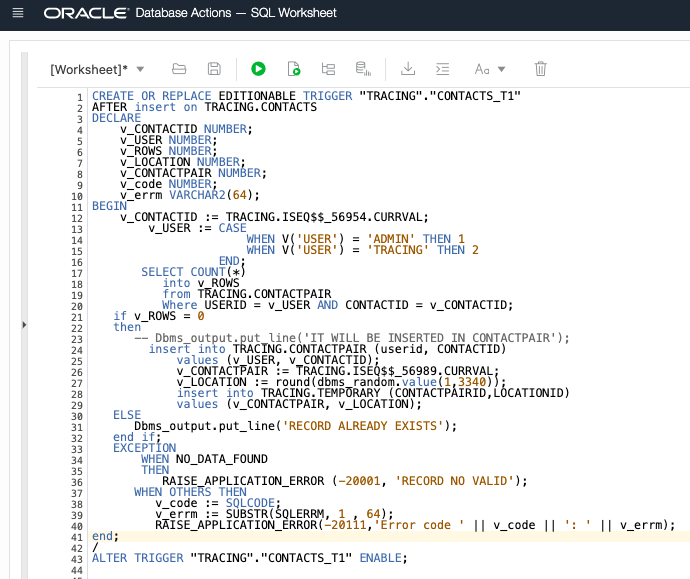 ORACLE Database Actions — SQL Worksheet
[Worksheet]* Aa
1 CREATE OR REPLACE EDITIONABLE TRIGGER "TRACING"."CONTACTS_T1"
2 AFTER insert on TRACING.CONTACTS
3 DECLARE
4 v_CONTACTID NUMBER;
5 v_USER NUMBER;
6 v_ROWS NUMBER;
7 v_LOCATION NUMBER;
8 v_CONTACTPAIR NUMBER;
9 v_code NUMBER;
10 v_errm VARCHAR2(64);
11 BEGIN
12 v_CONTACTID := TRACING.ISEQ$$_56954.CURRVAL;
13 v_USER := CASE
14 WHEN V('USER') = 'ADMIN' THEN 1
15 WHEN V('USER') = 'TRACING' THEN 2
16 END;
17 SELECT COUNT(*)
18 into v_ROWS
19 from TRACING.CONTACTPAIR
20 Where USERID = v_USER AND CONTACTID = v_CONTACTID;
21 if v_ROWS = 0
22 then
23 -- Dbms_output.put_line('IT WILL BE INSERTED IN CONTACTPAIR');
24 insert into TRACING.CONTACTPAIR (userid, CONTACTID)
25 values (v_USER, v_CONTACTID);
26 v_CONTACTPAIR := TRACING.ISEQ$$_56989.CURRVAL;
27 v_LOCATION := round(dbms_random.value(1,3340));
28 insert into TRACING.TEMPORARY (CONTACTPAIRID,LOCATIONID)
29 values (v_CONTACTPAIR, v_LOCATION);
30 ELSE
31 Dbms_output.put_line('RECORD ALREADY EXISTS');
32 end if;
33 EXCEPTION
34 WHEN NO_DATA_FOUND
35 THEN
36 RAISE_APPLICATION_ERROR (-20001, 'RECORD NO VALID');
37 WHEN OTHERS THEN
38 v_code := SQLCODE;
39 v_errm := SUBSTR(SQLERRM, 1 , 64);
40 RAISE_APPLICATION_ERROR(-20111,'Error code ' || v_code || ': ' || v_errm);
41 end;
42 /
43 ALTER TRIGGER "TRACING"."CONTACTS_T1" ENABLE;
44